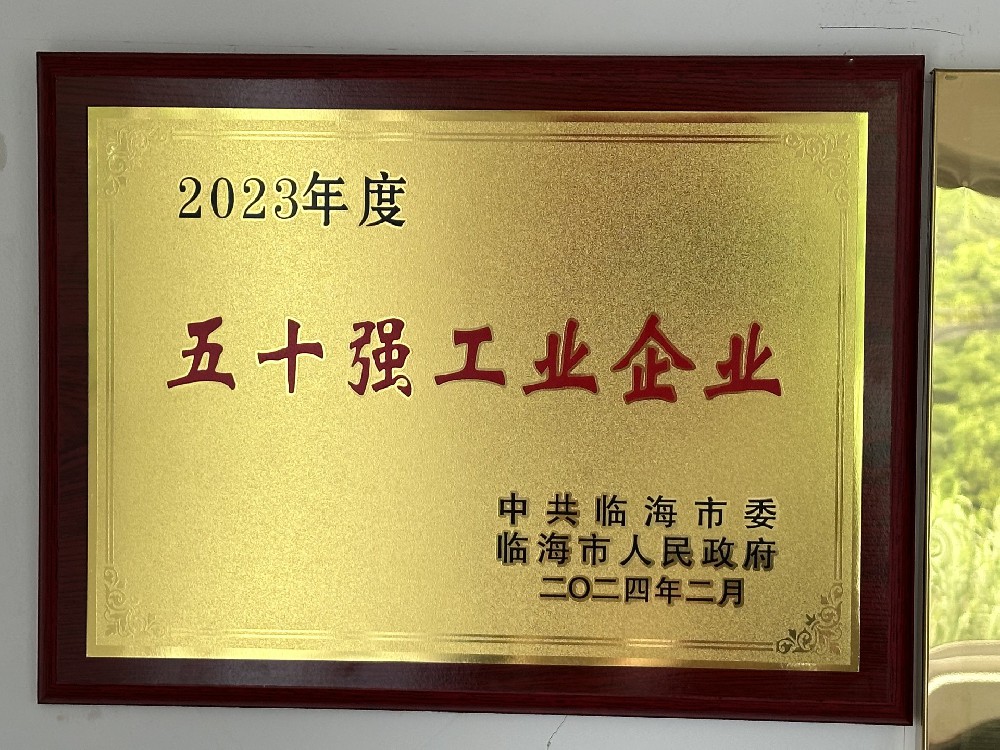 2023年度
五十强工业企业
中共临海市委
临海市人民政府
二〇二四年二月